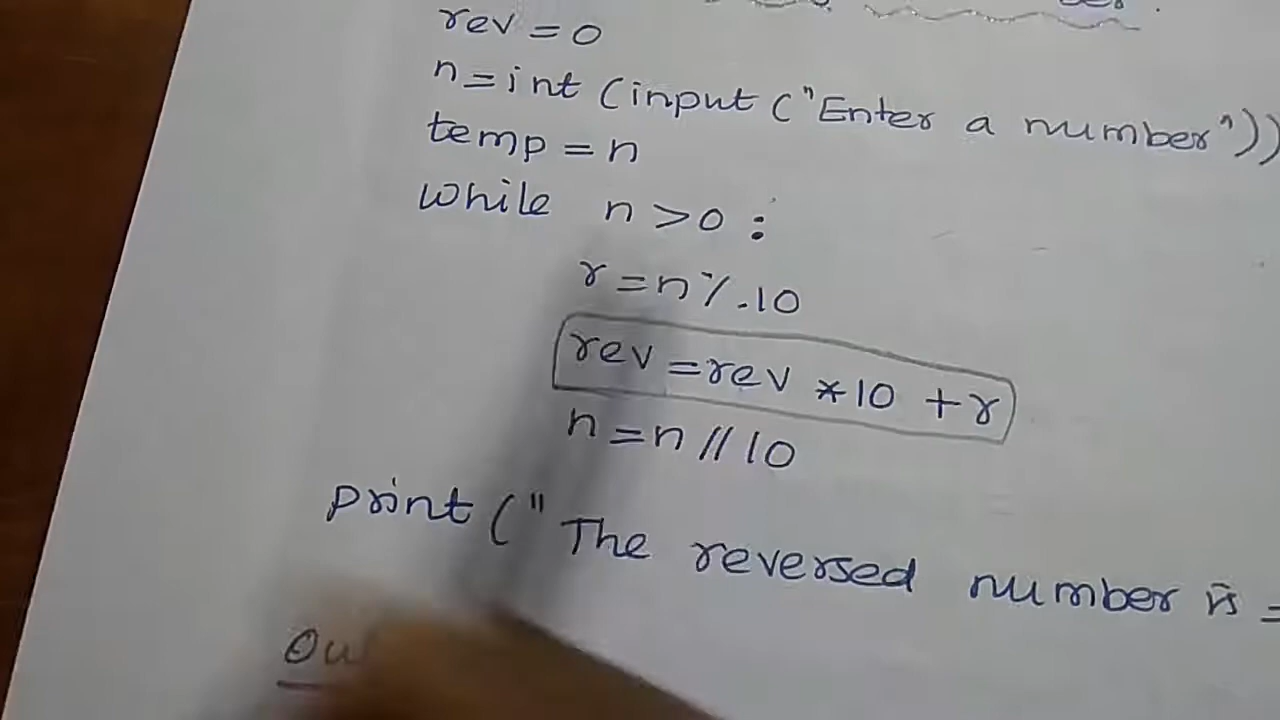 rev = 0
n = int (input ("Enter a number"))
temp = n
while n > 0 :
r = n % 10
rev = rev * 10 + r
n = n // 10
print (" The reversed number is =